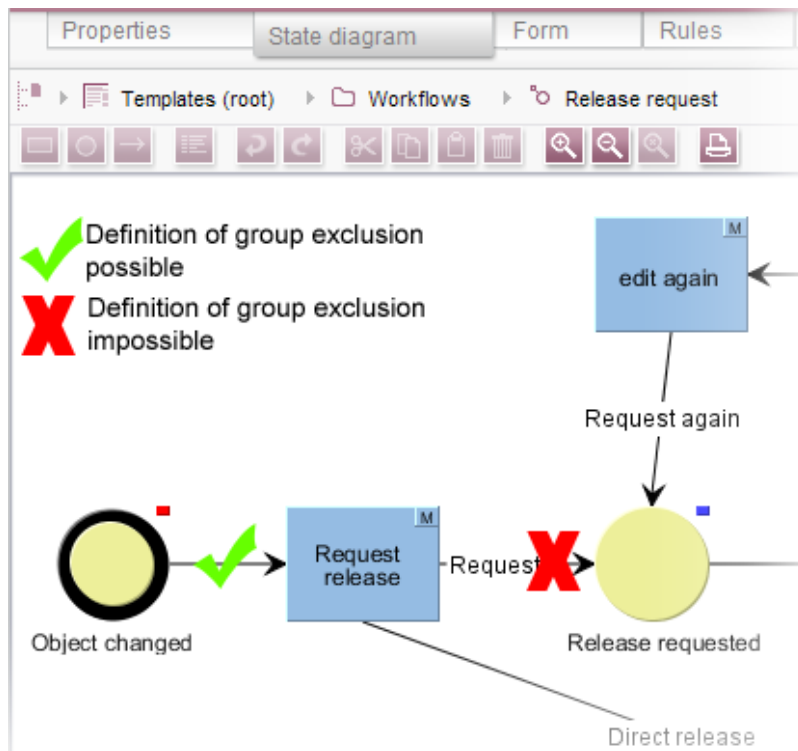 Properties
State diagram
Form
Rules
Templates (root)
Workflows
Release request
Definition of group exclusion
possible
Definition of group exclusion
impossible
M
edit again
Request again
M
Request
release
Request
Object changed
Release requested
Direct release